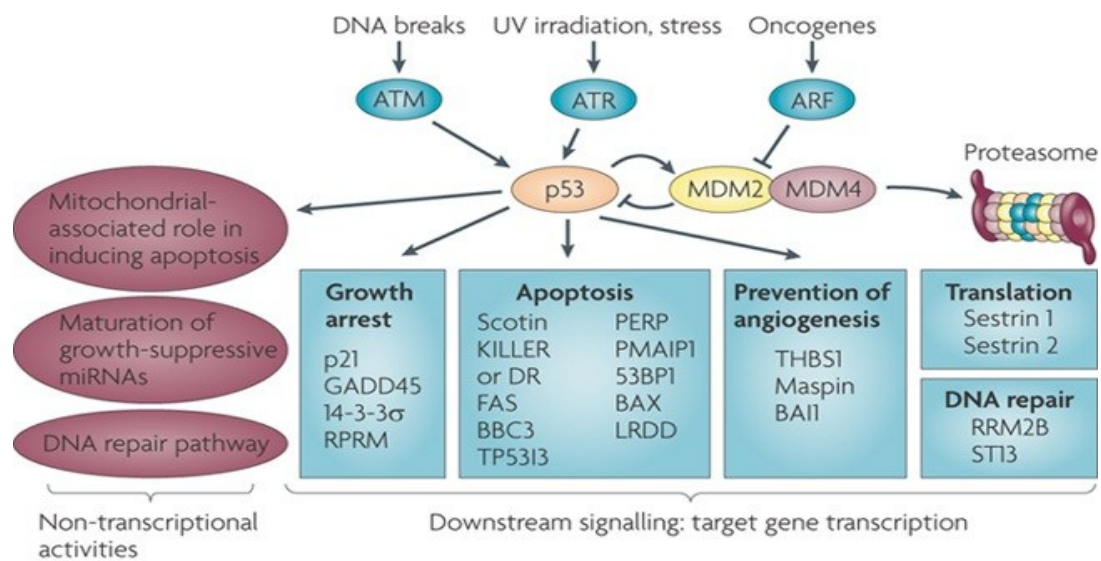 DNA breaks
UV irradiation, stress
Oncogenes
ATM
ATR
ARF
Proteasome
p53
MDM2
MDM4
Mitochondrial-
associated role in
inducing apoptosis
Maturation of
growth-suppressive
miRNAs
DNA repair pathway
Growth
arrest
p21
GADD45
14-3-3σ
RPRM
Apoptosis
Scotin
KILLER
or DR
FAS
BBC3
TP53I3
PERP
PMAIP1
53BP1
BAX
LRDD
Prevention of
angiogenesis
THBS1
Maspin
BAI1
Translation
Sestrin 1
Sestrin 2
DNA repair
RRM2B
ST13
Non-transcriptional
activities
Downstream signalling: target gene transcription